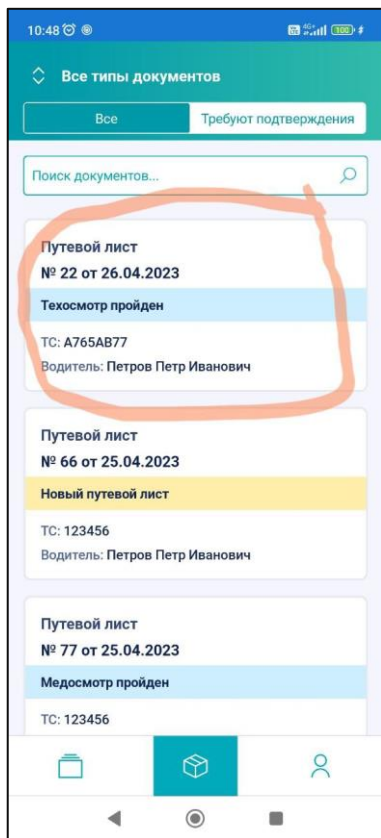 10:48
4G+
100
Все типы документов
Все
Требуют подтверждения
Поиск документов...
Путевой лист
№ 22 от 26.04.2023
Техосмотр пройден
ТС: А765АВ77
Водитель: Петров Петр Иванович
Путевой лист
№ 66 от 25.04.2023
Новый путевой лист
ТС: 123456
Водитель: Петров Петр Иванович
Путевой лист
№ 77 от 25.04.2023
Медосмотр пройден
ТС: 123456